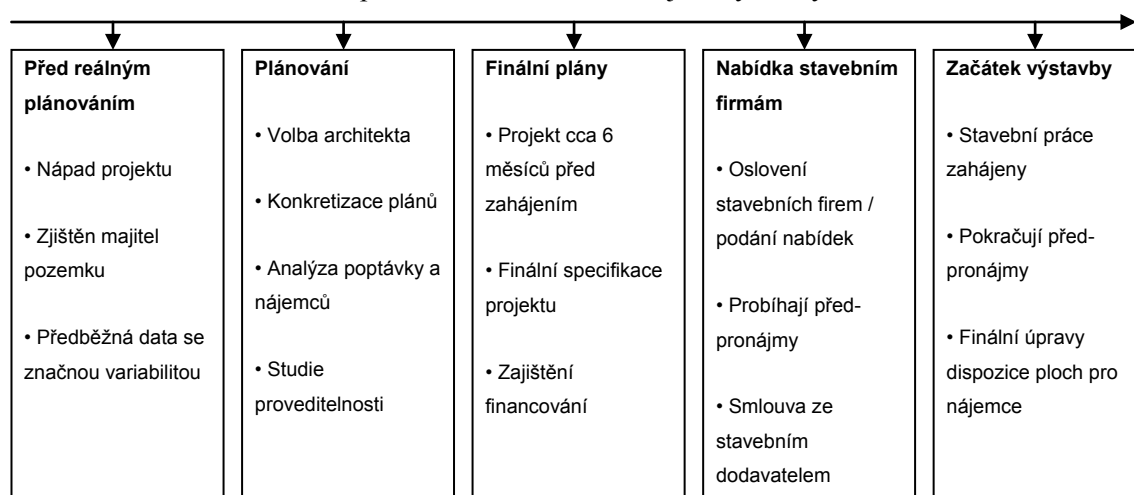 Před reálným
plánováním
• Nápad projektu
• Zjištěn majitel
pozemku
• Předběžná data se
značnou variabilitou
Plánování
• Volba architekta
• Konkretizace plánů
• Analýza poptávky a
nájemců
• Studie
proveditelnosti
Finální plány
• Projekt cca 6
měsíců před
zahájením
• Finální specifikace
projektu
• Zajištění
financování
Nabídka stavebním
firmám
• Oslovení
stavebních firem /
podání nabídek
• Probíhají před-
pronájmy
• Smlouva ze
stavebním
dodavatelem
Začátek výstavby
• Stavební práce
zahájeny
• Pokračují před-
pronájmy
• Finální úpravy
dispozice ploch pro
nájemce